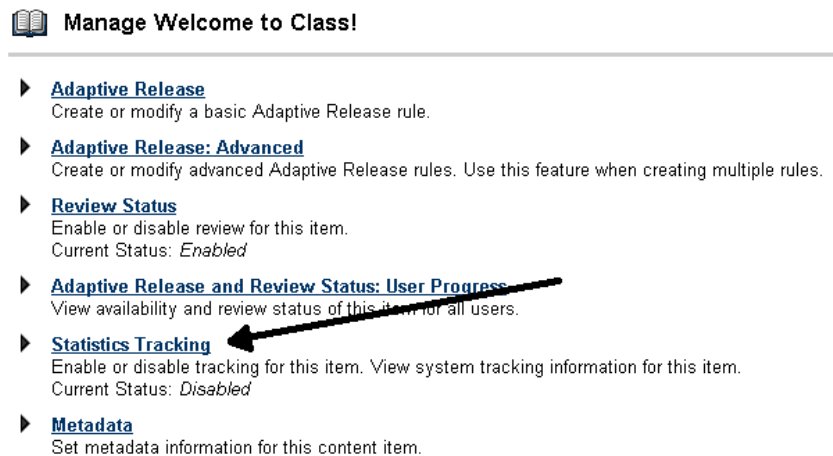 Manage Welcome to Class!
Adaptive Release
Create or modify a basic Adaptive Release rule.
Adaptive Release: Advanced
Create or modify advanced Adaptive Release rules. Use this feature when creating multiple rules.
Review Status
Enable or disable review for this item.
Current Status: Enabled
Adaptive Release and Review Status: User Progress
View availability and review status of this item for all users.
Statistics Tracking
Enable or disable tracking for this item. View system tracking information for this item.
Current Status: Disabled
Metadata
Set metadata information for this content item.